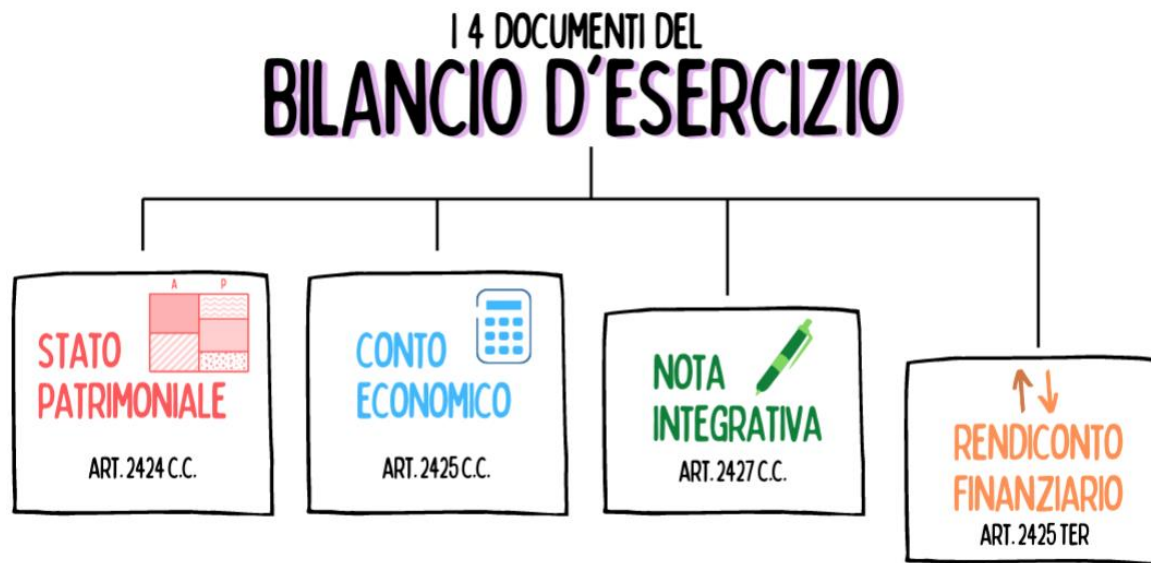 I 4 DOCUMENTI DEL
BILANCIO D'ESERCIZIO
A P
STATO
PATRIMONIALE
ART. 2424 C.C.
CONTO
ECONOMICO
ART. 2425 C.C.
NOTA
INTEGRATIVA
ART. 2427 C.C.
RENDICONTO
FINANZIARIO
ART. 2425 TER